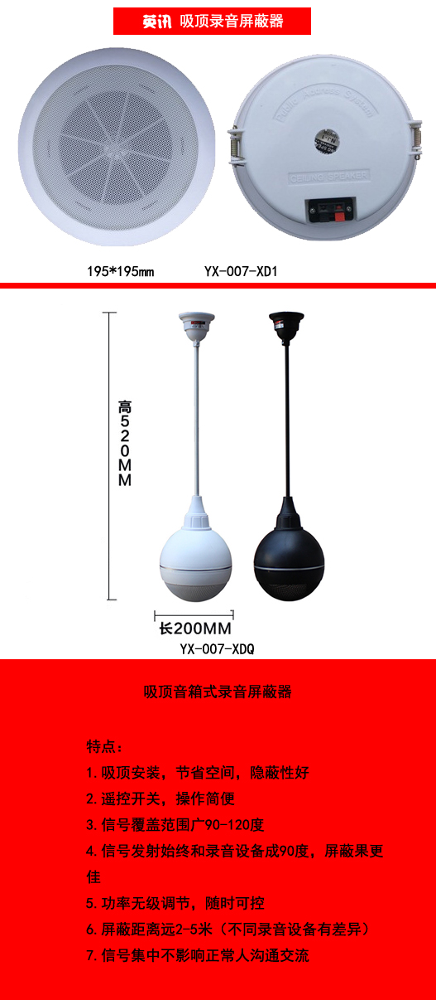 英讯 吸顶录音屏蔽器
Public Address System
CEILING SPEAKER
195*195mm
YX-007-XD1
高520MM
长200MM
YX-007-XDQ
吸顶音箱式录音屏蔽器
特点:
1.吸顶安装，节省空间，隐蔽性好
2.遥控开关，操作简便
3.信号覆盖范围广90-120度
4.信号发射始终和录音设备成90度，屏蔽果更
佳
5.功率无级调节，随时可控
6.屏蔽距离远2-5米（不同录音设备有差异）
7.信号集中不影响正常人沟通交流